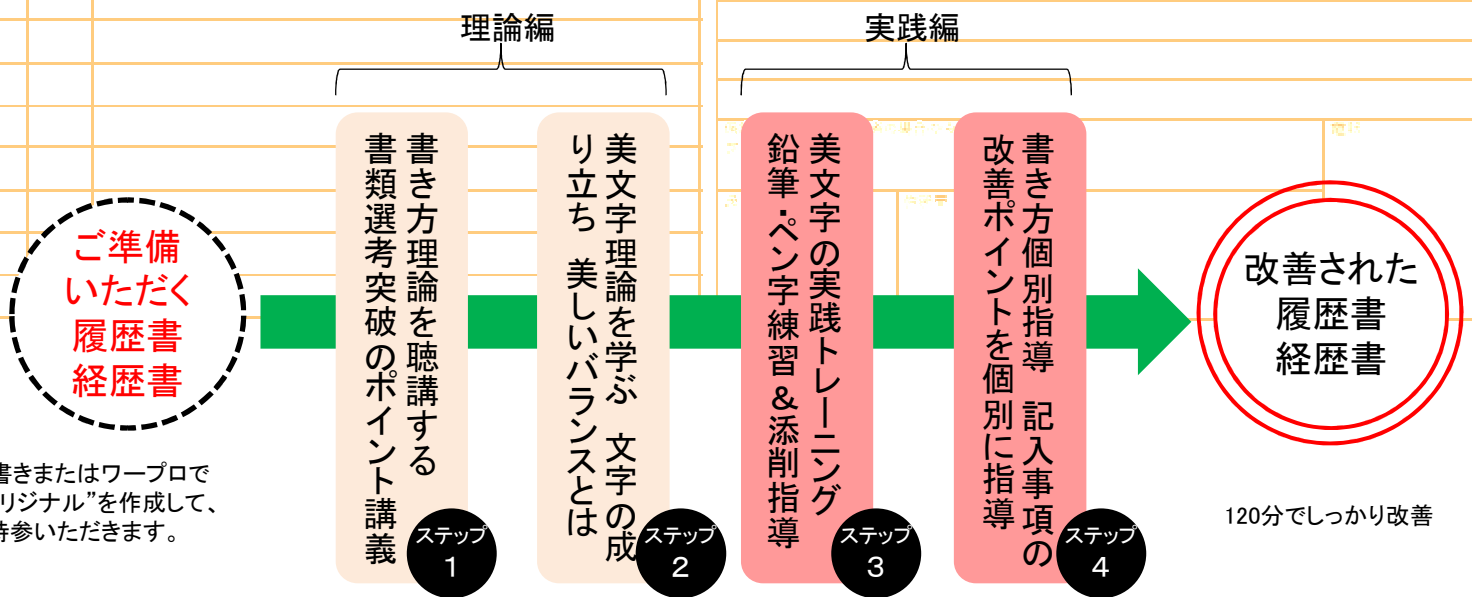 理論編
実践編
ご準備
いただく
履歴書
経歴書
書きまたはワープロで
リジナル”を作成して、
持参いただきます。
書き方理論を聴講する
書類選考突破のポイント講義
ステップ
1
美文字理論を学ぶ 文字の成
り立ち 美しいバランスとは
ステップ
2
美文字の実践トレーニング
鉛筆・ペン字練習&添削指導
ステップ
3
書き方個別指導 記入事項の
改善ポイントを個別に指導
ステップ
4
改善された
履歴書
経歴書
120分でしっかり改善